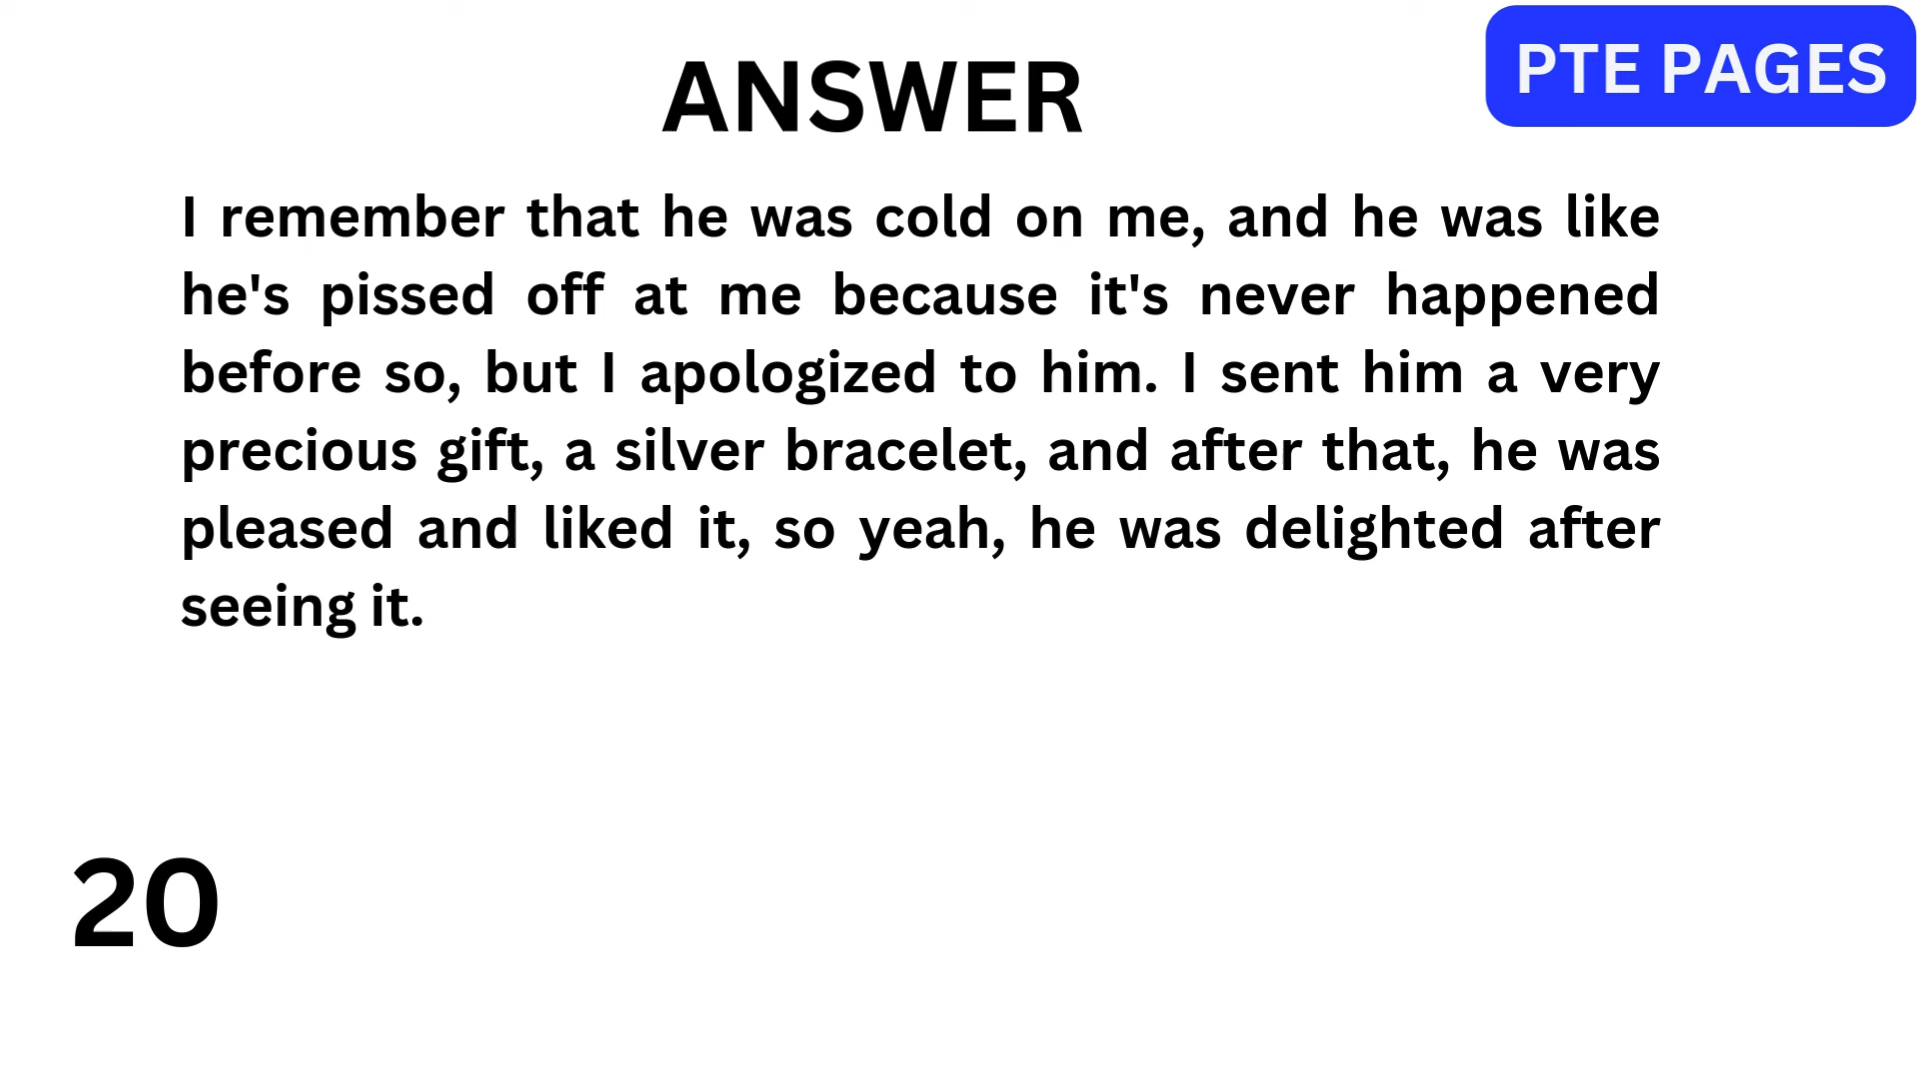 PTE PAGES
ANSWER
I remember that he was cold on me, and he was like
he's pissed off at me because it's never happened
before so, but I apologized to him. I sent him a very
precious gift, a silver bracelet, and after that, he was
pleased and liked it, so yeah, he was delighted after
seeing it.
20